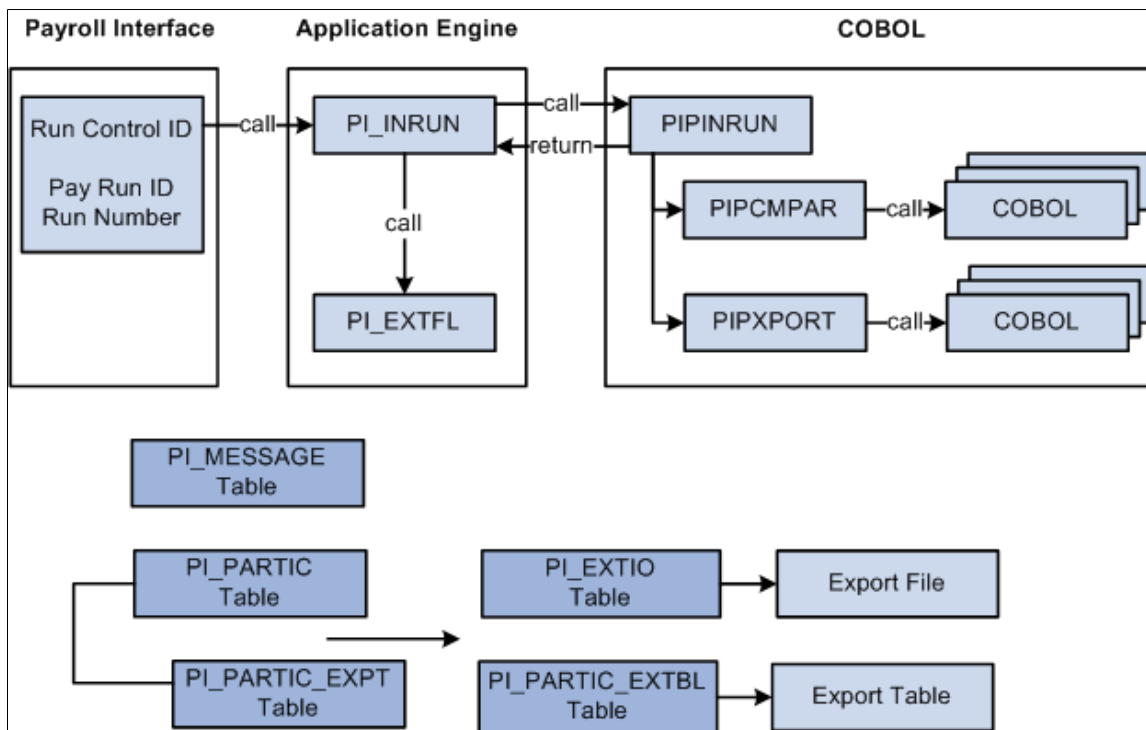 Payroll Interface
Application Engine
COBOL
Run Control ID
Pay Run ID
Run Number
call
PI_INRUN
call
return
PIPINRUN
call
PIPCMPAR
call
COBOL
PI_EXTFL
PIPXPORT
call
COBOL
PI_MESSAGE
Table
PI_PARTIC
Table
PI_EXTIO
Table
Export File
PI_PARTIC_EXPT
Table
PI_PARTIC_EXTBL
Table
Export Table